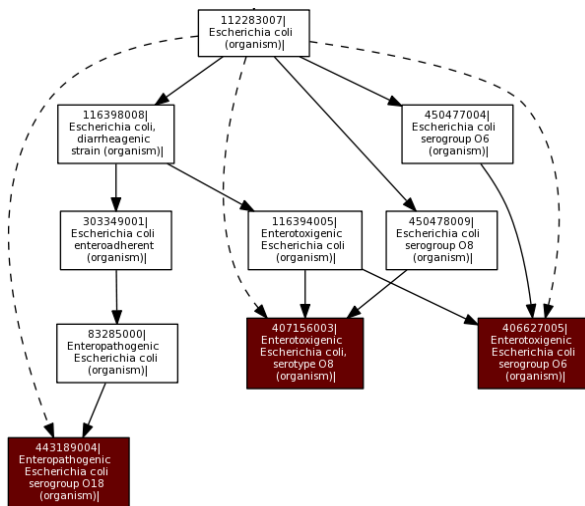 112283007|
Escherichia coli
(organism)|
116398008|
Escherichia coli,
diarrheagenic
strain (organism)|
450477004|
Escherichia coli
serogroup O6
(organism)|
303349001|
Escherichia coli
enteroadherent
(organism)|
116394005|
Enterotoxigenic
Escherichia coli
(organism)|
450478009|
Escherichia coli
serogroup O8
(organism)|
83285000|
Enteropathogenic
Escherichia coli
(organism)|
407156003|
Enterotoxigenic
Escherichia coli,
serotype O8
(organism)|
406627005|
Enterotoxigenic
Escherichia coli
serogroup O6
(organism)|
443189004|
Enteropathogenic
Escherichia coli
serogroup O18
(organism)|